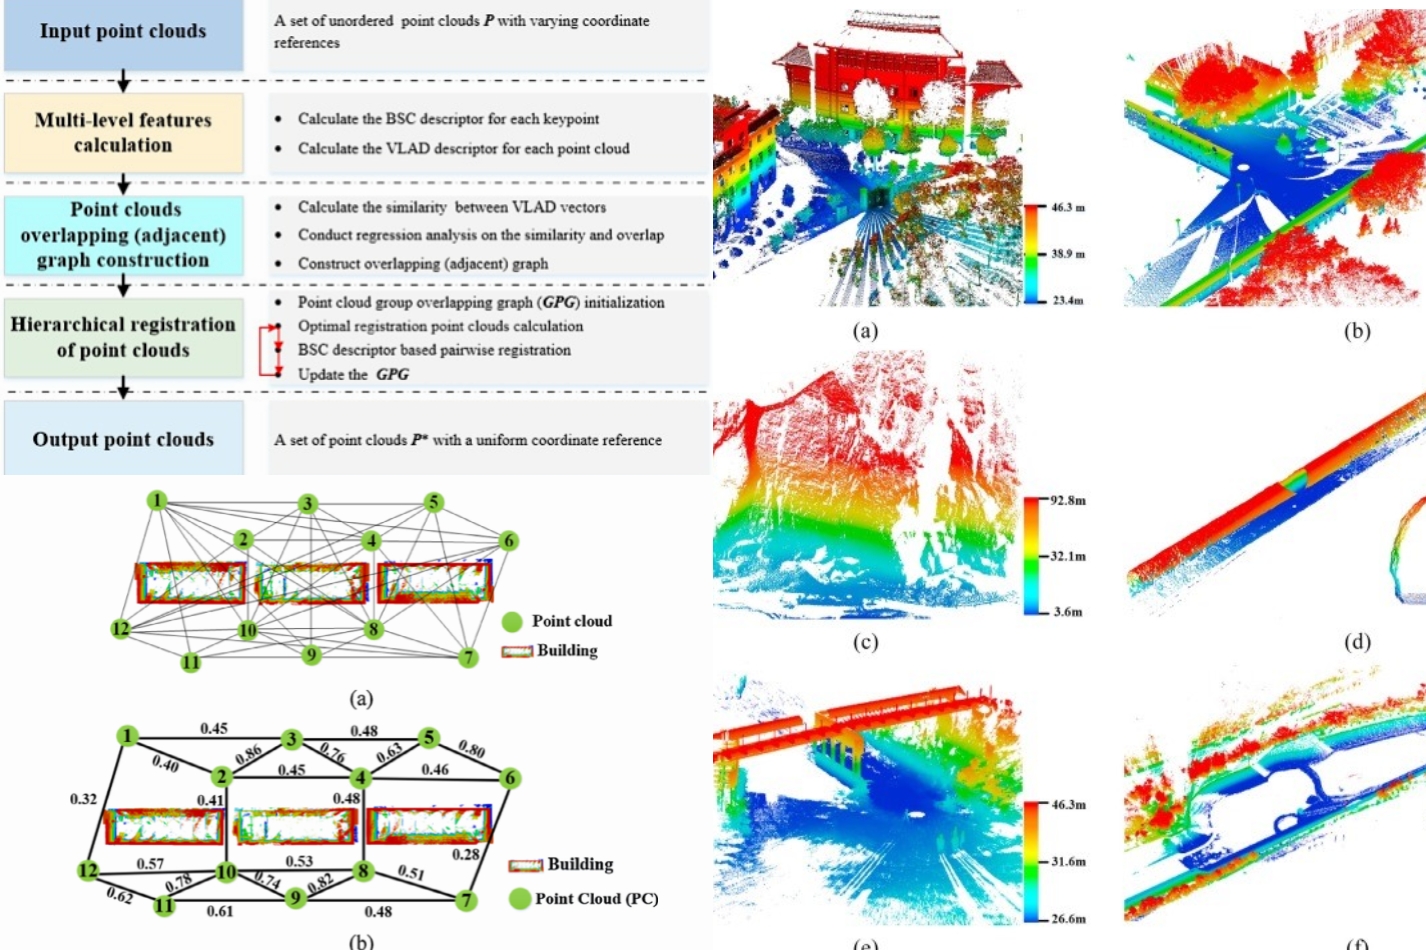 Input point clouds
A set of unordered point clouds P with varying coordinate
references
Multi-level features
calculation
• Calculate the BSC descriptor for each keypoint
• Calculate the VLAD descriptor for each point cloud
Point clouds
overlapping (adjacent)
graph construction
• Calculate the similarity between VLAD vectors
• Conduct regression analysis on the similarity and overlap
• Construct overlapping (adjacent) graph
Hierarchical registration
of point clouds
• Point cloud group overlapping graph (GPG) initialization
• Optimal registration point clouds calculation
• BSC descriptor based pairwise registration
• Update the GPG
Output point clouds
A set of point clouds P* with a uniform coordinate reference
1 3 5
2 4 6
12 10 8
11 9 7
Point cloud
Building
(a)
0.45 0.48
1 3 5
0.40 0.86 0.76 0.63 0.80
2 0.45 4 0.46 6
0.32 0.41 0.48
0.28
12 0.57 10 0.53 8 0.51
0.62 0.78 0.74 0.82
11 0.61 9 0.48 7
Building
Point Cloud (PC)
(b)
46.3 m
38.9 m
23.4m
(a)
(b)
92.8m
32.1m
3.6m
(c)
(d)
46.3m
31.6m
26.6m
(e)
(f)